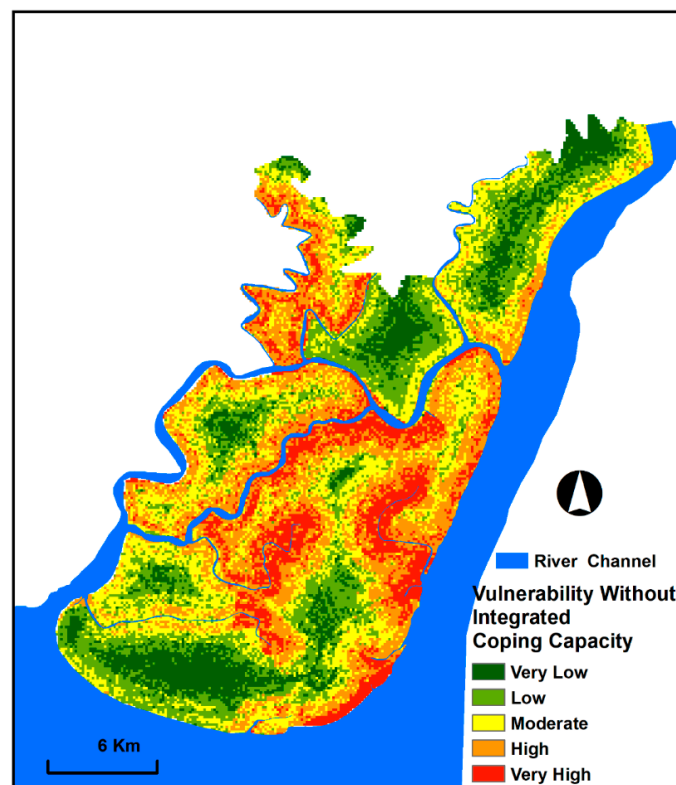 River Channel
Vulnerability Without
Integrated
Coping Capacity
Very Low
Low
Moderate
High
Very High
6 Km